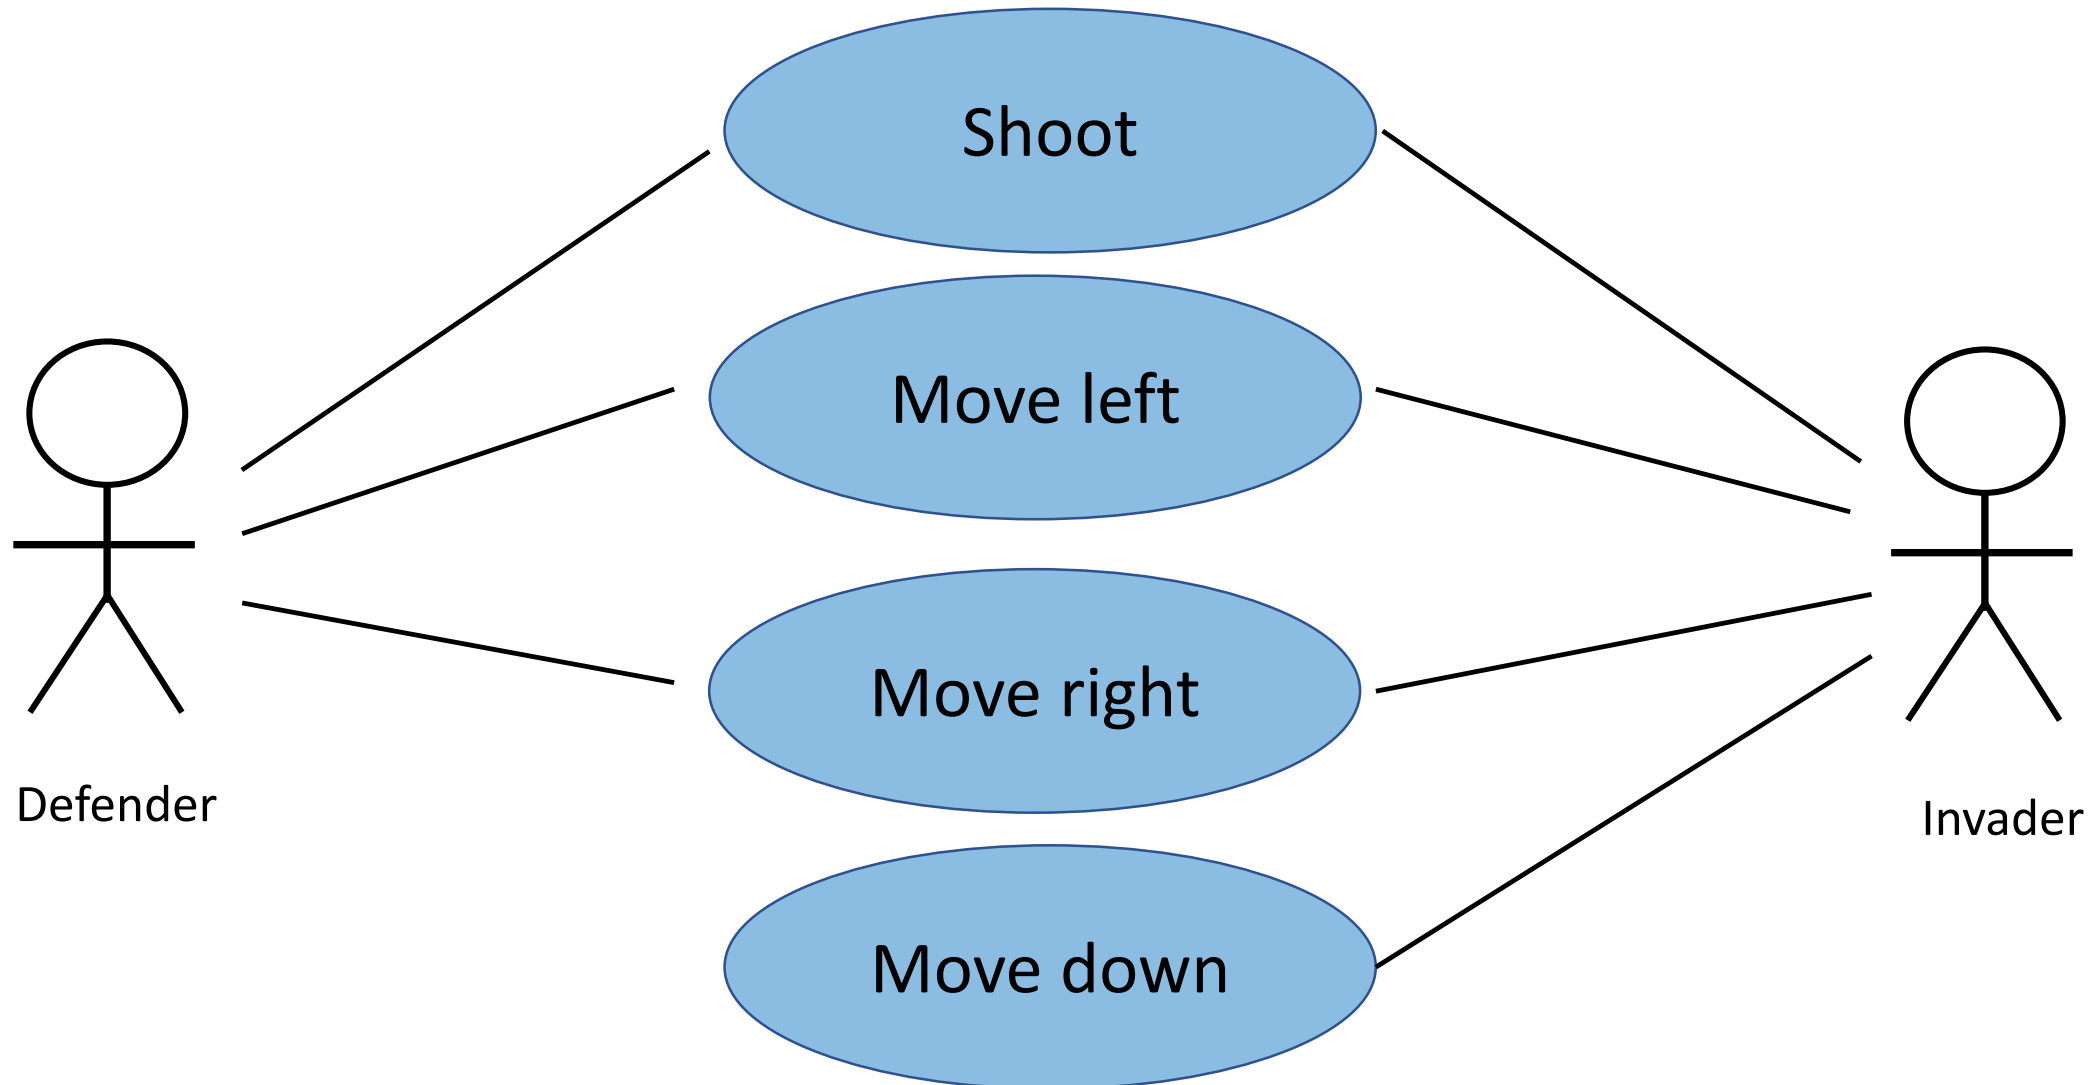 Shoot
Move left
Move right
Defender
Invader
Move down